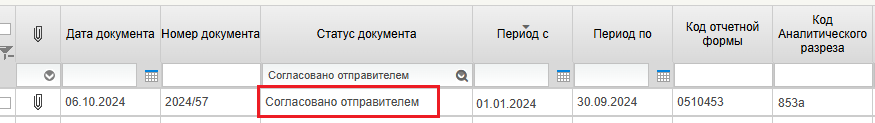 Дата документа Номер документа Статус документа Период с Период по Код отчетной формы Код Аналитического разреза
Согласовано отправителем
06.10.2024 2024/57 Согласовано отправителем 01.01.2024 30.09.2024 0510453 853а